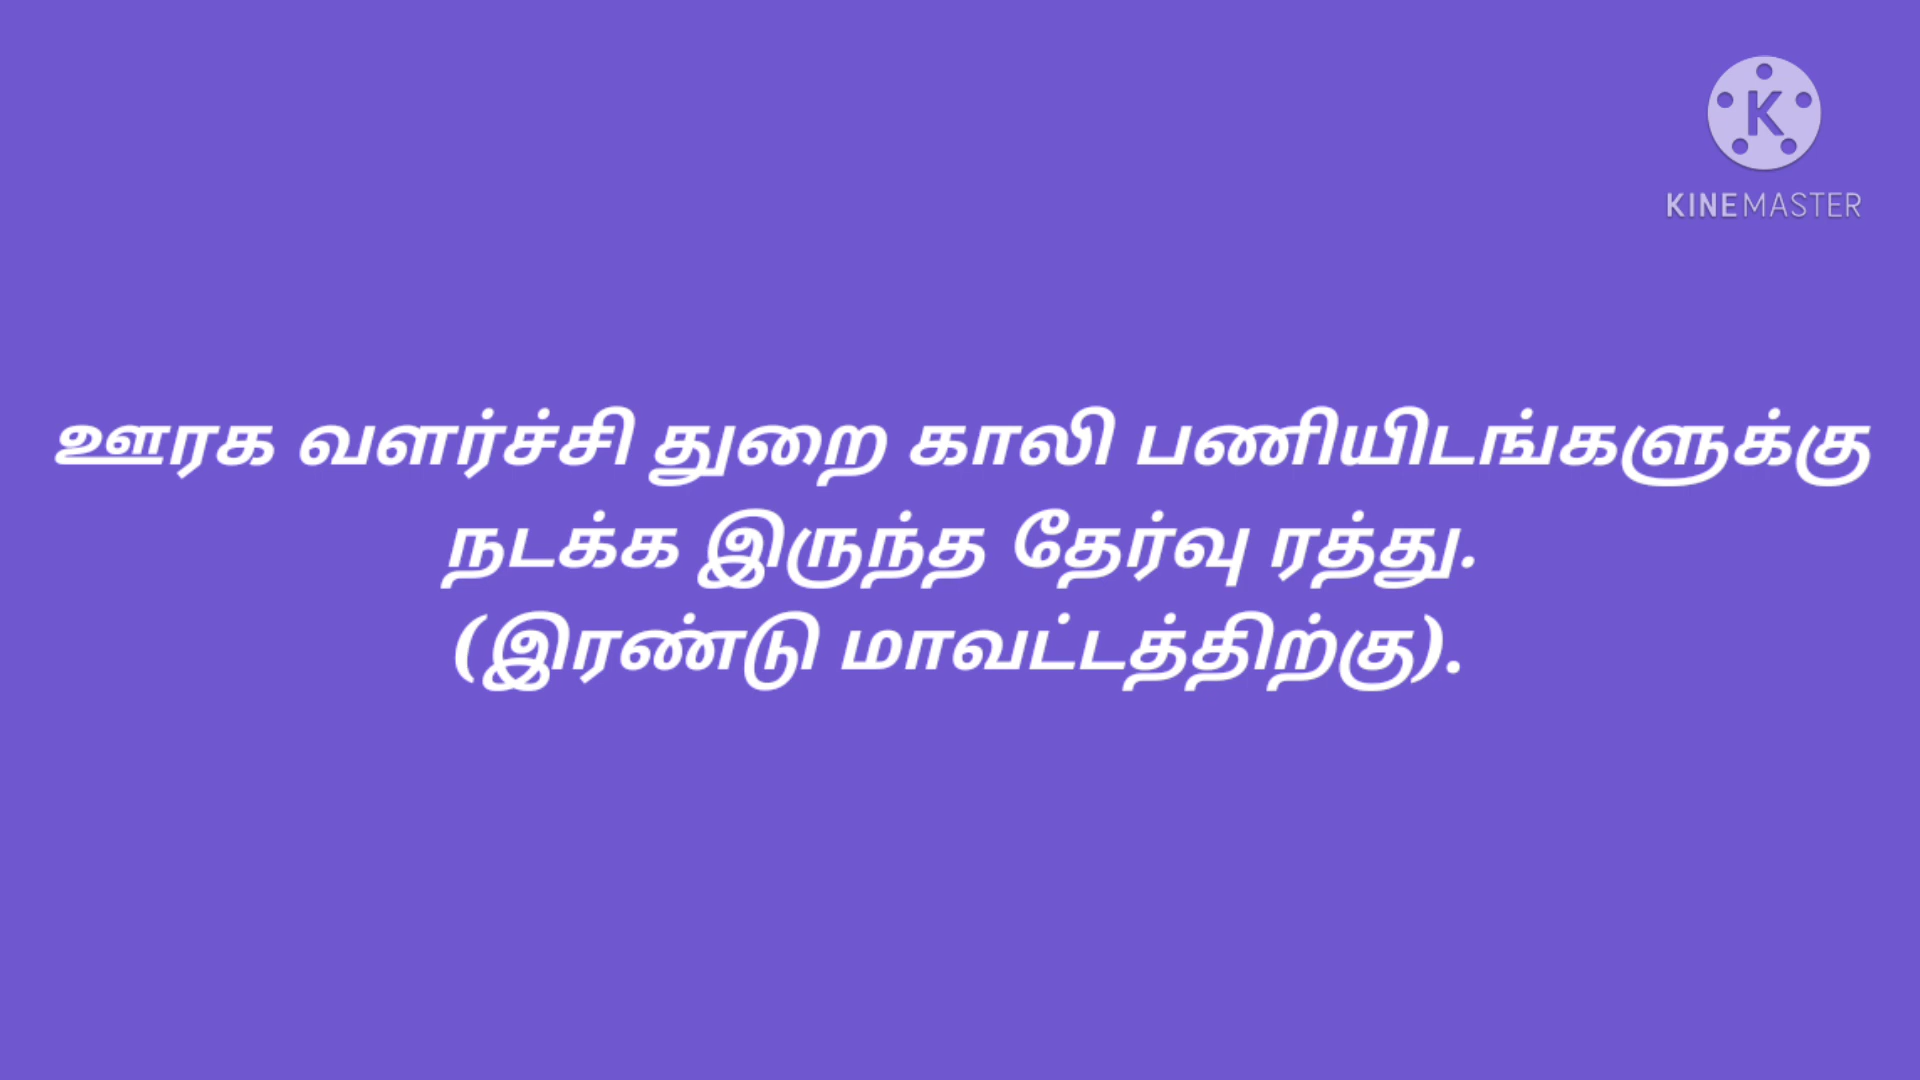 KINEMASTER
ஊரக வளர்ச்சி துறை காலி பணியிடங்களுக்கு
நடக்க இருந்த தேர்வு ரத்து.
(இரண்டு மாவட்டத்திற்கு).